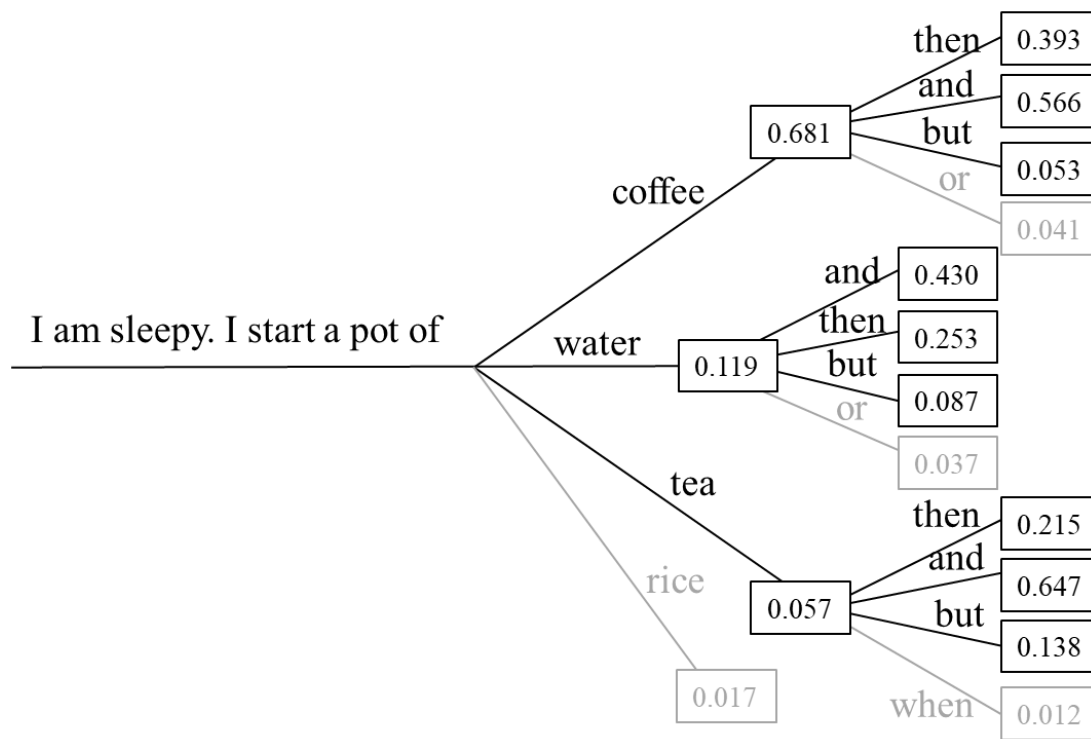 then 0.393
and 0.566
but 0.053
or 0.041
0.681
coffee
I am sleepy. I start a pot of
and 0.430
then 0.253
but 0.087
or 0.037
water 0.119
tea
then 0.215
and 0.647
but 0.138
when 0.012
0.057
rice
0.017